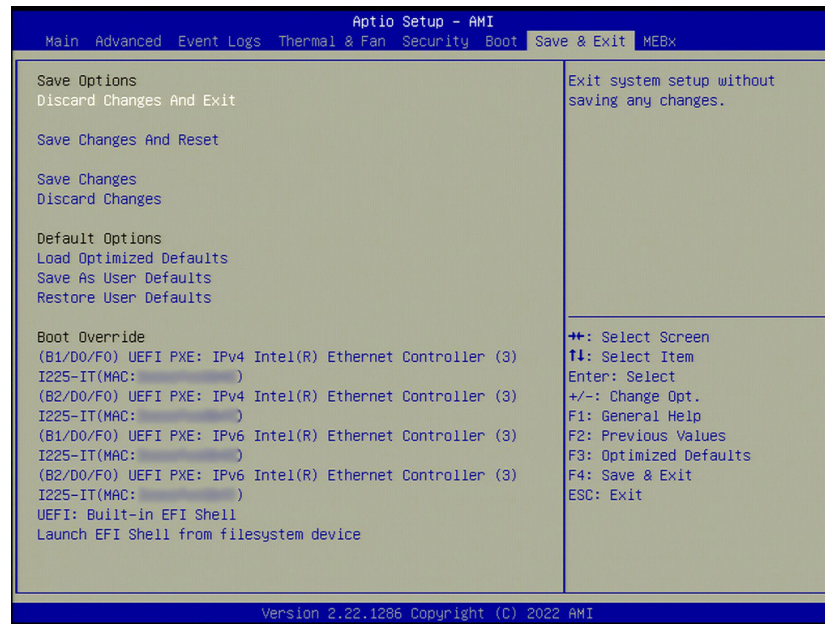 Aptio Setup - AMI
Main Advanced Event Logs Thermal & Fan Security Boot Save & Exit MEBx
Save Options
Discard Changes And Exit
Save Changes And Reset
Save Changes
Discard Changes
Default Options
Load Optimized Defaults
Save As User Defaults
Restore User Defaults
Boot Override
(B1/D0/F0) UEFI PXE: IPv4 Intel(R) Ethernet Controller (3)
I225-IT(MAC: )
(B2/D0/F0) UEFI PXE: IPv4 Intel(R) Ethernet Controller (3)
I225-IT(MAC: )
(B1/D0/F0) UEFI PXE: IPv6 Intel(R) Ethernet Controller (3)
I225-IT(MAC: )
(B2/D0/F0) UEFI PXE: IPv6 Intel(R) Ethernet Controller (3)
I225-IT(MAC: )
UEFI: Built-in EFI Shell
Launch EFI Shell from filesystem device
Exit system setup without
saving any changes.
→←: Select Screen
↑↓: Select Item
Enter: Select
+/-: Change Opt.
F1: General Help
F2: Previous Values
F3: Optimized Defaults
F4: Save & Exit
ESC: Exit
Version 2.22.1286 Copyright (C) 2022 AMI